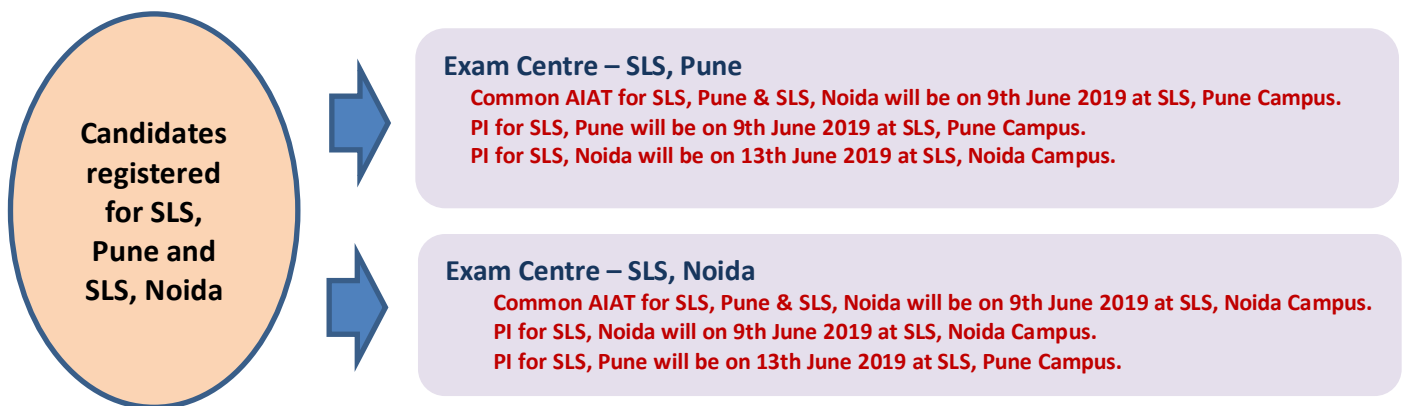 Candidates
registered
for SLS,
Pune and
SLS, Noida
Exam Centre – SLS, Pune
Common AIAT for SLS, Pune & SLS, Noida will be on 9th June 2019 at SLS, Pune Campus.
PI for SLS, Pune will be on 9th June 2019 at SLS, Pune Campus.
PI for SLS, Noida will be on 13th June 2019 at SLS, Noida Campus.
Exam Centre – SLS, Noida
Common AIAT for SLS, Pune & SLS, Noida will be on 9th June 2019 at SLS, Noida Campus.
PI for SLS, Noida will on 9th June 2019 at SLS, Noida Campus.
PI for SLS, Pune will be on 13th June 2019 at SLS, Pune Campus.